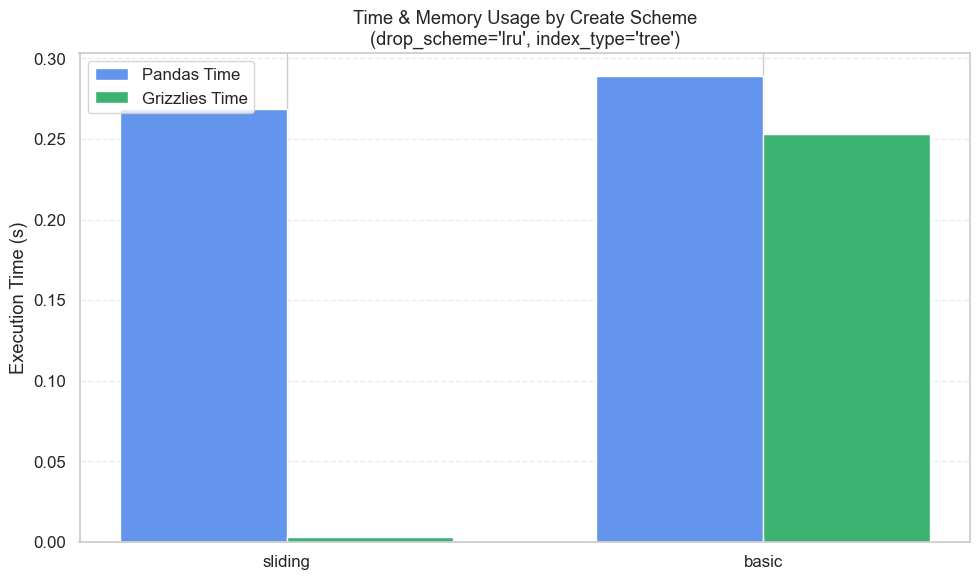 Time & Memory Usage by Create Scheme
(drop_scheme='lru', index_type='tree')
Pandas Time
Grizzlies Time
Execution Time (s)
0.30
0.25
0.20
0.15
0.10
0.05
0.00
sliding
basic